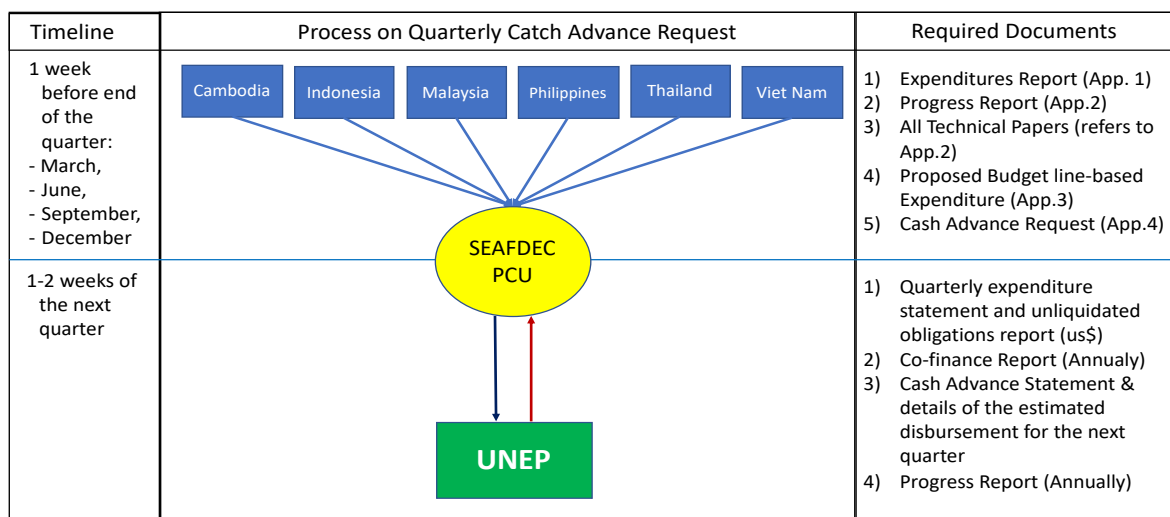 Timeline
Process on Quarterly Catch Advance Request
Required Documents
1 week
before end
of the
quarter:
- March,
- June,
- September,
- December
Cambodia
Indonesia
Malaysia
Philippines
Thailand
Viet Nam
1) Expenditures Report (App. 1)
2) Progress Report (App.2)
3) All Technical Papers (refers to
App.2)
4) Proposed Budget line-based
Expenditure (App.3)
5) Cash Advance Request (App.4)
SEAFDEC
PCU
1-2 weeks of
the next
quarter
UNEP
1) Quarterly expenditure
statement and unliquidated
obligations report (us$)
2) Co-finance Report (Annualy)
3) Cash Advance Statement &
details of the estimated
disbursement for the next
quarter
4) Progress Report (Annually)